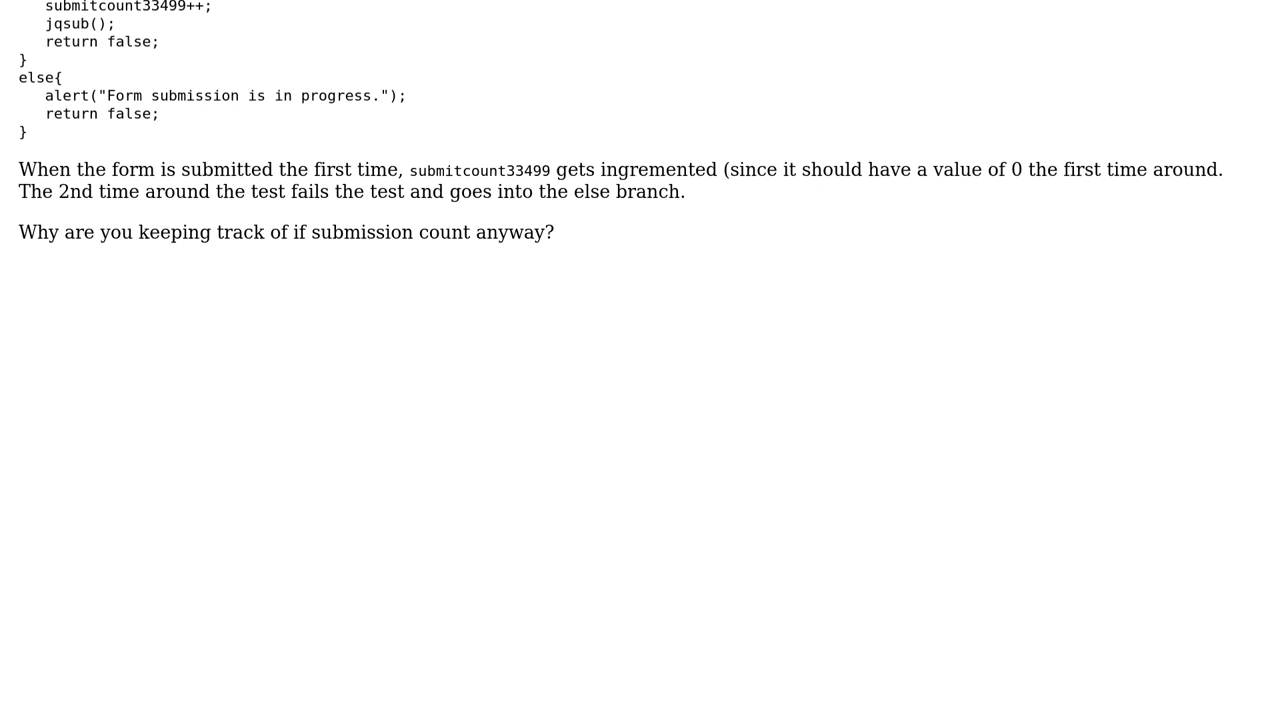 submitcount33499++;
jqsub();
return false;
}
else{
alert("Form submission is in progress.");
return false;
}
When the form is submitted the first time, submitcount33499 gets ingremented (since it should have a value of 0 the first time around.
The 2nd time around the test fails the test and goes into the else branch.
Why are you keeping track of if submission count anyway?